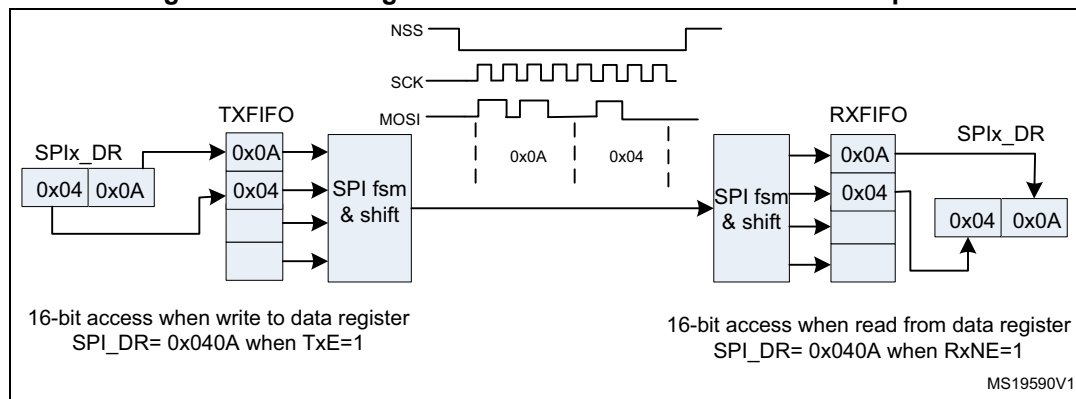 NSS
SCK
MOSI
TXFIFO
RXFIFO
SPIx_DR
SPIx_DR
0x04 0x0A
0x0A
0x04
SPI fsm
& shift
0x0A
0x04
SPI fsm
& shift
0x0A
0x04
0x04 0x0A
16-bit access when write to data register
SPI_DR= 0x040A when TxE=1
16-bit access when read from data register
SPI_DR= 0x040A when RxNE=1
MS19590V1